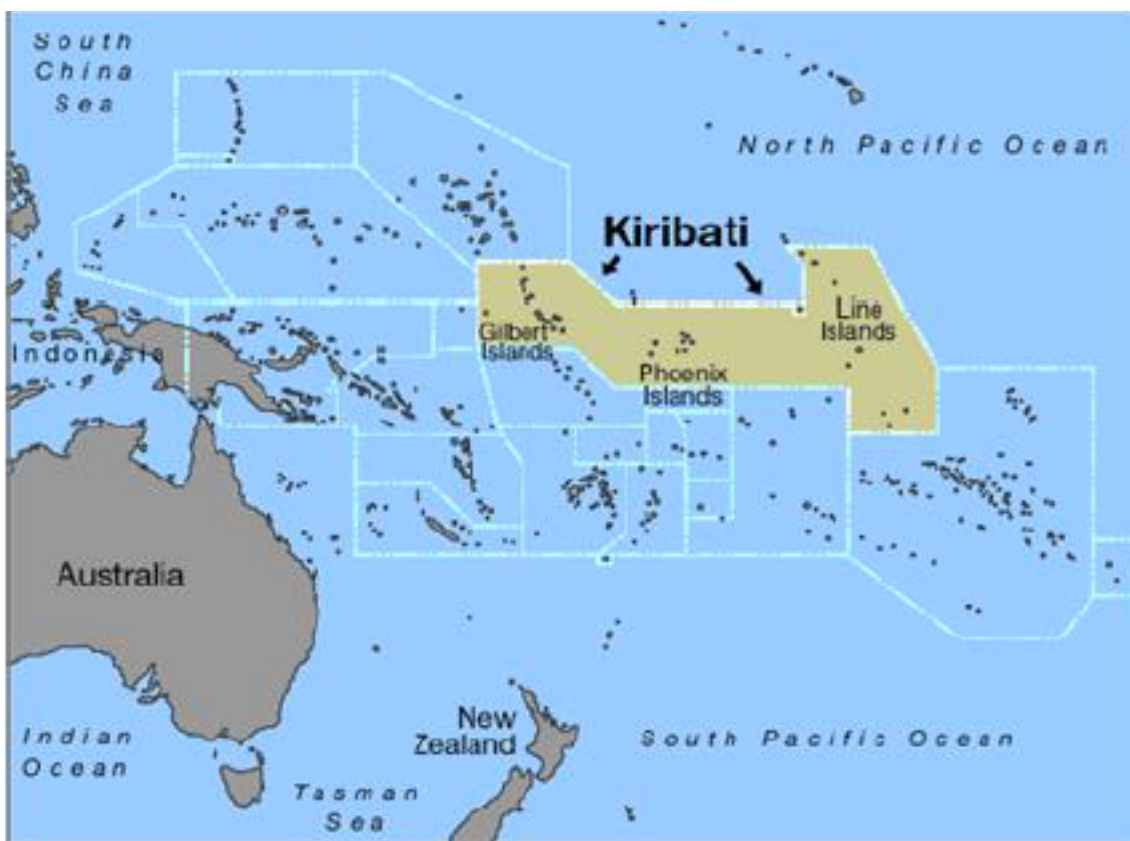 South
China
Sea
North Pacific Ocean
Kiribati
Gilbert
Islands
Line
Islands
Indonesia
Phoenix
Islands
Australia
New
Zealand
Indian
Ocean
South Pacific Ocean
Tasman
Sea